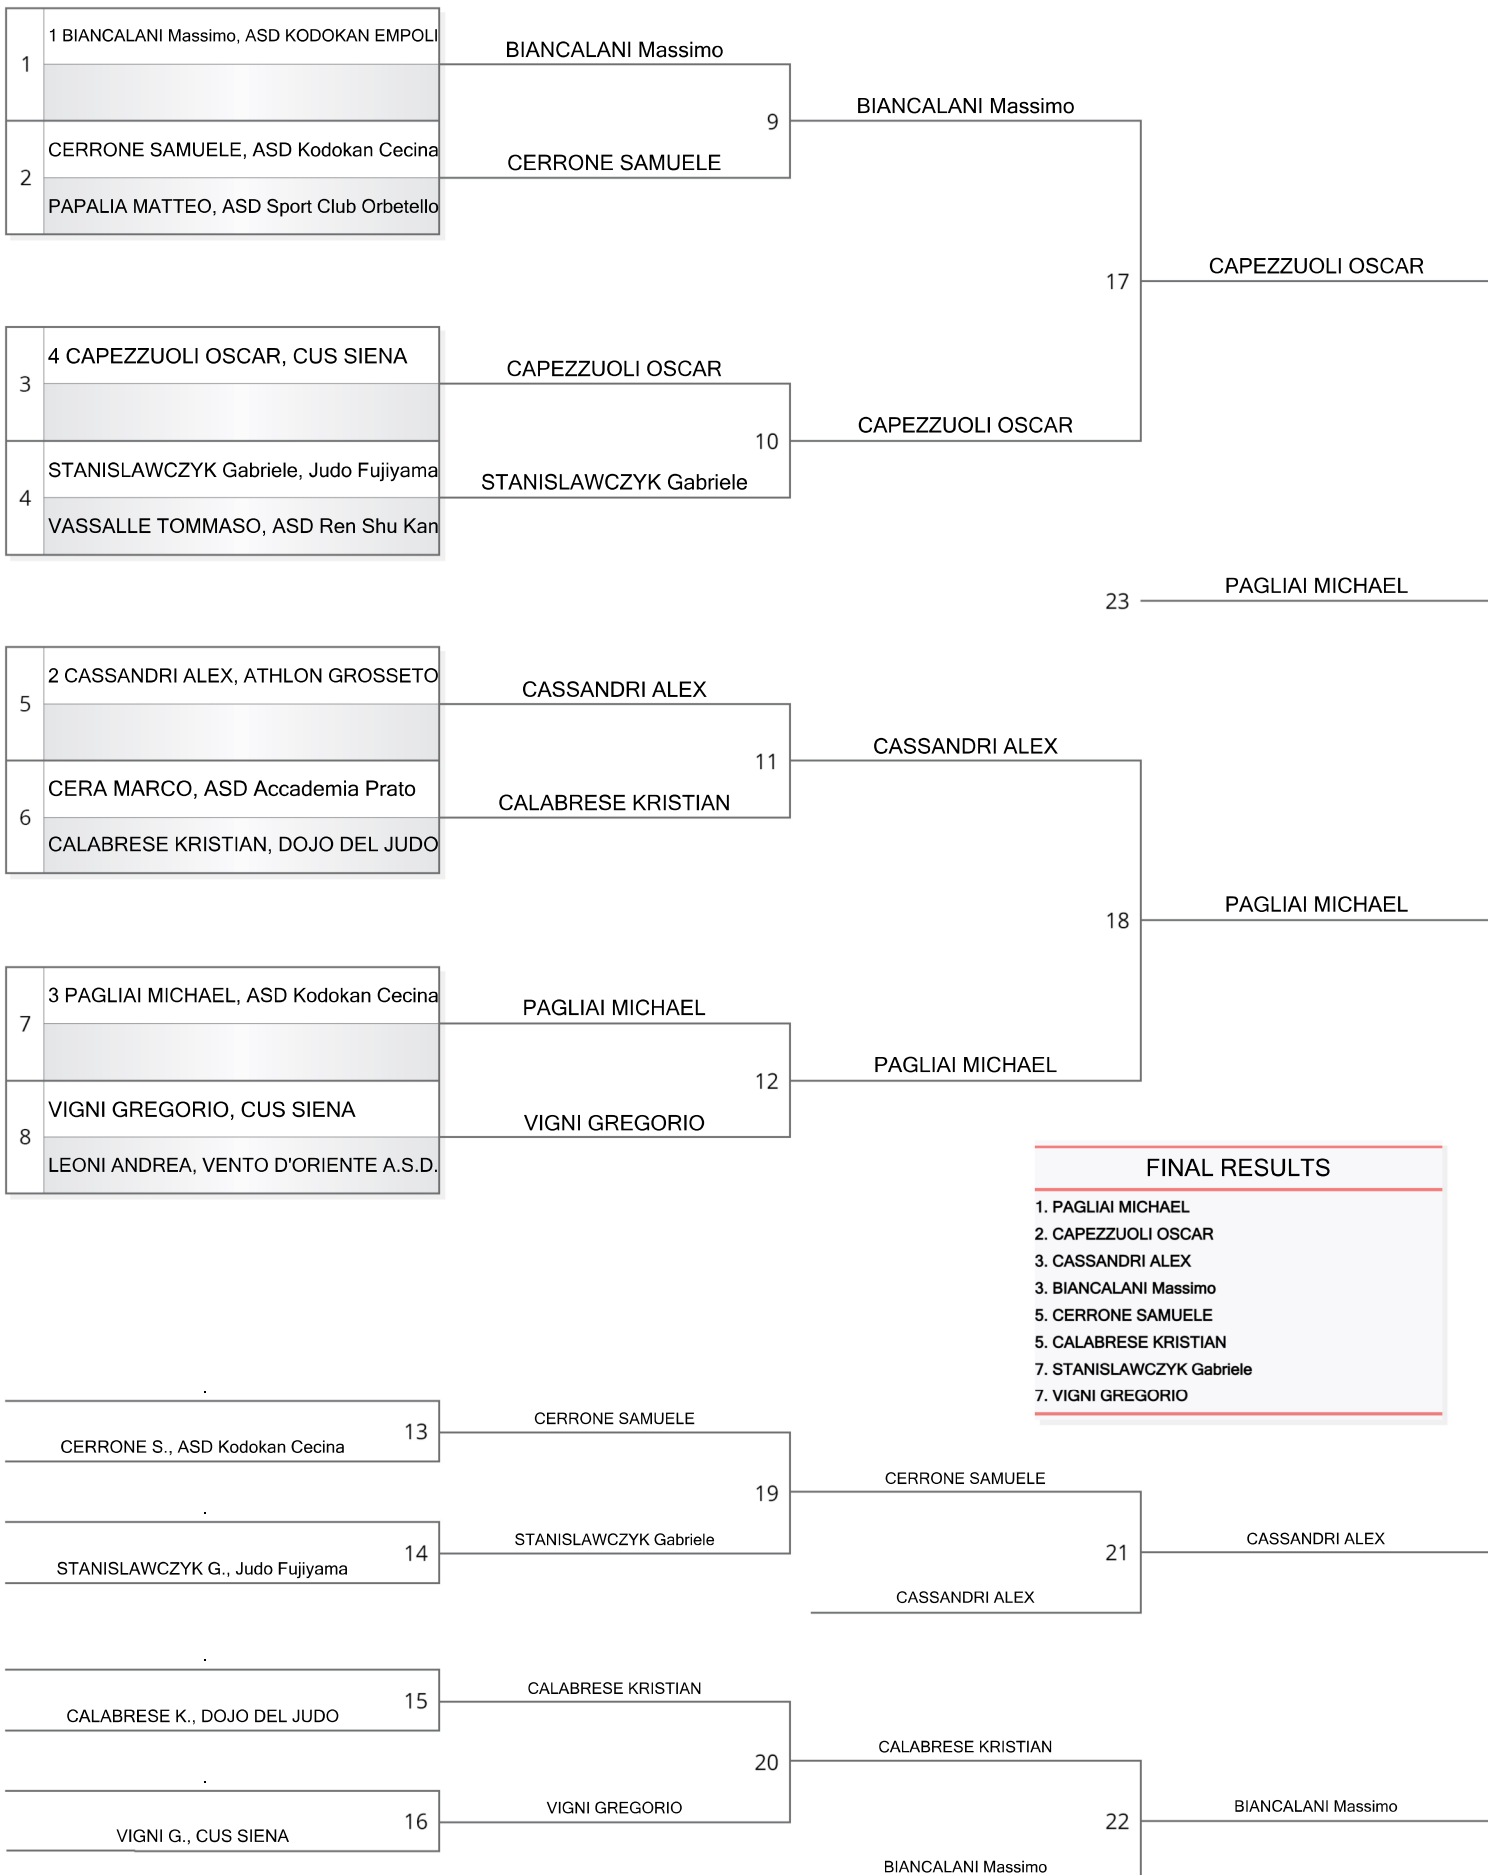 1 BIANCALANI Massimo, ASD KODOKAN EMPOLI
1
CERRONE SAMUELE, ASD Kodokan Cecina
2
PAPALIA MATTEO, ASD Sport Club Orbetello
BIANCALANI Massimo
9
CERRONE SAMUELE
BIANCALANI Massimo
17
CAPEZZUOLI OSCAR
4 CAPEZZUOLI OSCAR, CUS SIENA
3
STANISLAWCZYK Gabriele, Judo Fujiyama
4
VASSALLE TOMMASO, ASD Ren Shu Kan
CAPEZZUOLI OSCAR
10
STANISLAWCZYK Gabriele
CAPEZZUOLI OSCAR
23
PAGLIAI MICHAEL
2 CASSANDRI ALEX, ATHLON GROSSETO
5
CERA MARCO, ASD Accademia Prato
6
CALABRESE KRISTIAN, DOJO DEL JUDO
CASSANDRI ALEX
11
CALABRESE KRISTIAN
CASSANDRI ALEX
18
PAGLIAI MICHAEL
3 PAGLIAI MICHAEL, ASD Kodokan Cecina
7
VIGNI GREGORIO, CUS SIENA
8
LEONI ANDREA, VENTO D'ORIENTE A.S.D.
PAGLIAI MICHAEL
12
VIGNI GREGORIO
PAGLIAI MICHAEL
FINAL RESULTS
1. PAGLIAI MICHAEL
2. CAPEZZUOLI OSCAR
3. CASSANDRI ALEX
3. BIANCALANI Massimo
5. CERRONE SAMUELE
5. CALABRESE KRISTIAN
7. STANISLAWCZYK Gabriele
7. VIGNI GREGORIO
.
13
CERRONE S., ASD Kodokan Cecina
.
14
STANISLAWCZYK G., Judo Fujiyama
CERRONE SAMUELE
19
STANISLAWCZYK Gabriele
CERRONE SAMUELE
21
CASSANDRI ALEX
CASSANDRI ALEX
.
15
CALABRESE K., DOJO DEL JUDO
.
16
VIGNI G., CUS SIENA
CALABRESE KRISTIAN
20
VIGNI GREGORIO
CALABRESE KRISTIAN
22
BIANCALANI Massimo
BIANCALANI Massimo